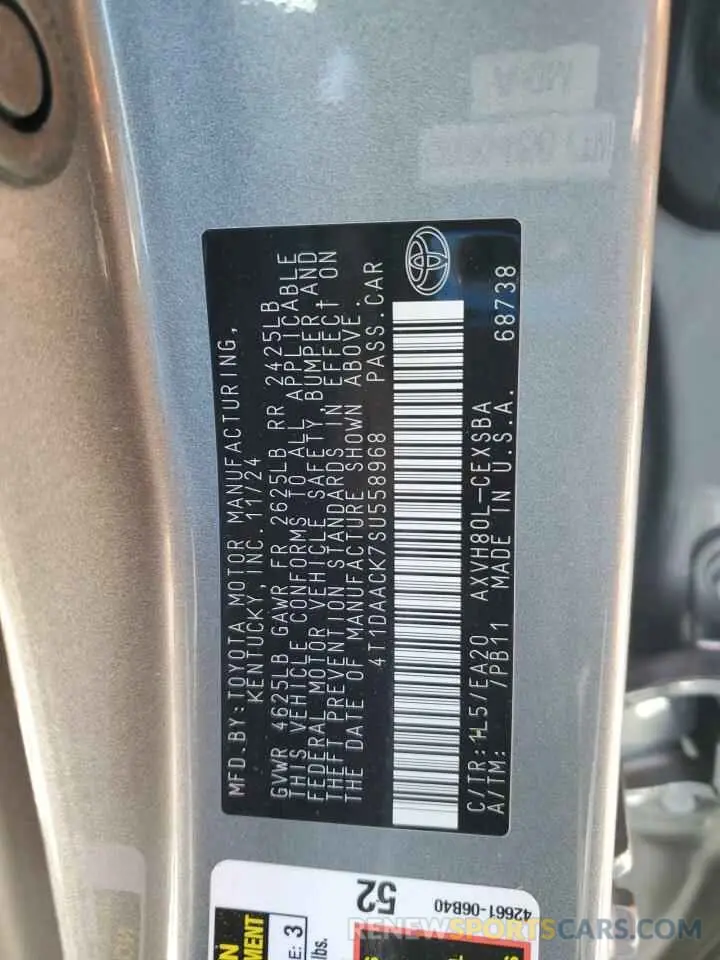 MFD.BY:TOYOTA MOTOR MANUFACTURING,
KENTUCKY, INC. 11/24
GVWR 4625LB GAWR FR 2625LB RR 2425LB
THIS VEHICLE CONFORMS TO ALL APPLICABLE
FEDERAL MOTOR VEHICLE SAFETY, BUMPER AND
THEFT PREVENTION STANDARDS IN EFFECT ON
THE DATE OF MANUFACTURE SHOWN ABOVE.
4T1DAACK7SU558968 PASS.CAR
C/TR:1L5/EA20 AXVH80L-CEXSBA
A/TM: /PB11 MADE IN U.S.A. 68738
52
42661-06B40
3
lbs.
RENEWSPORTSCARS.COM